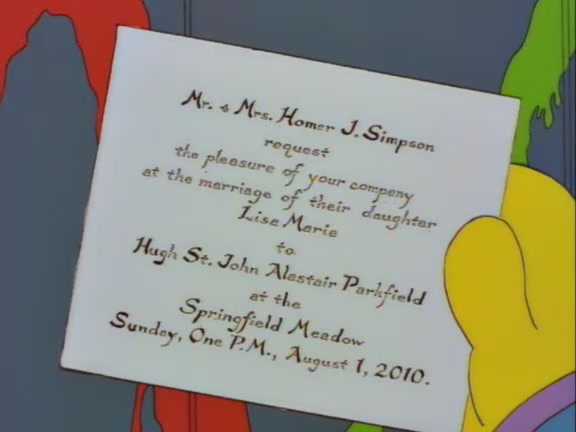 Mr. & Mrs. Homer J. Simpson
request
the pleasure of your company
at the marriage of their daughter
Lisa Marie
to
Hugh St. John Alastair Parkfield
at the
Springfield Meadow
Sunday, One P.M., August 1, 2010.